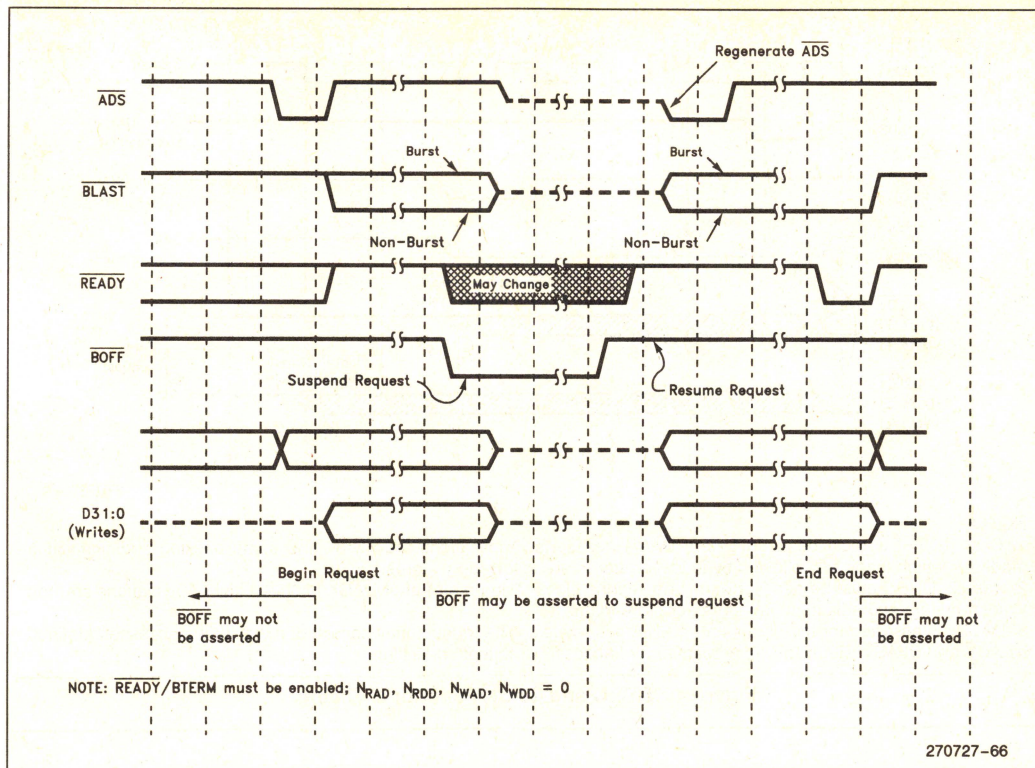 Regenerate ADS
ADS
Burst
Burst
BLAST
Non-Burst
Non-Burst
READY
May Change
BOFF
Suspend Request
Resume Request
D31:0
(Writes)
Begin Request
End Request
BOFF may not
be asserted
BOFF may be asserted to suspend request
BOFF may not
be asserted
NOTE: READY/BTERM must be enabled; NRAD, NRDD, NWAD, NWDD = 0
270727-66